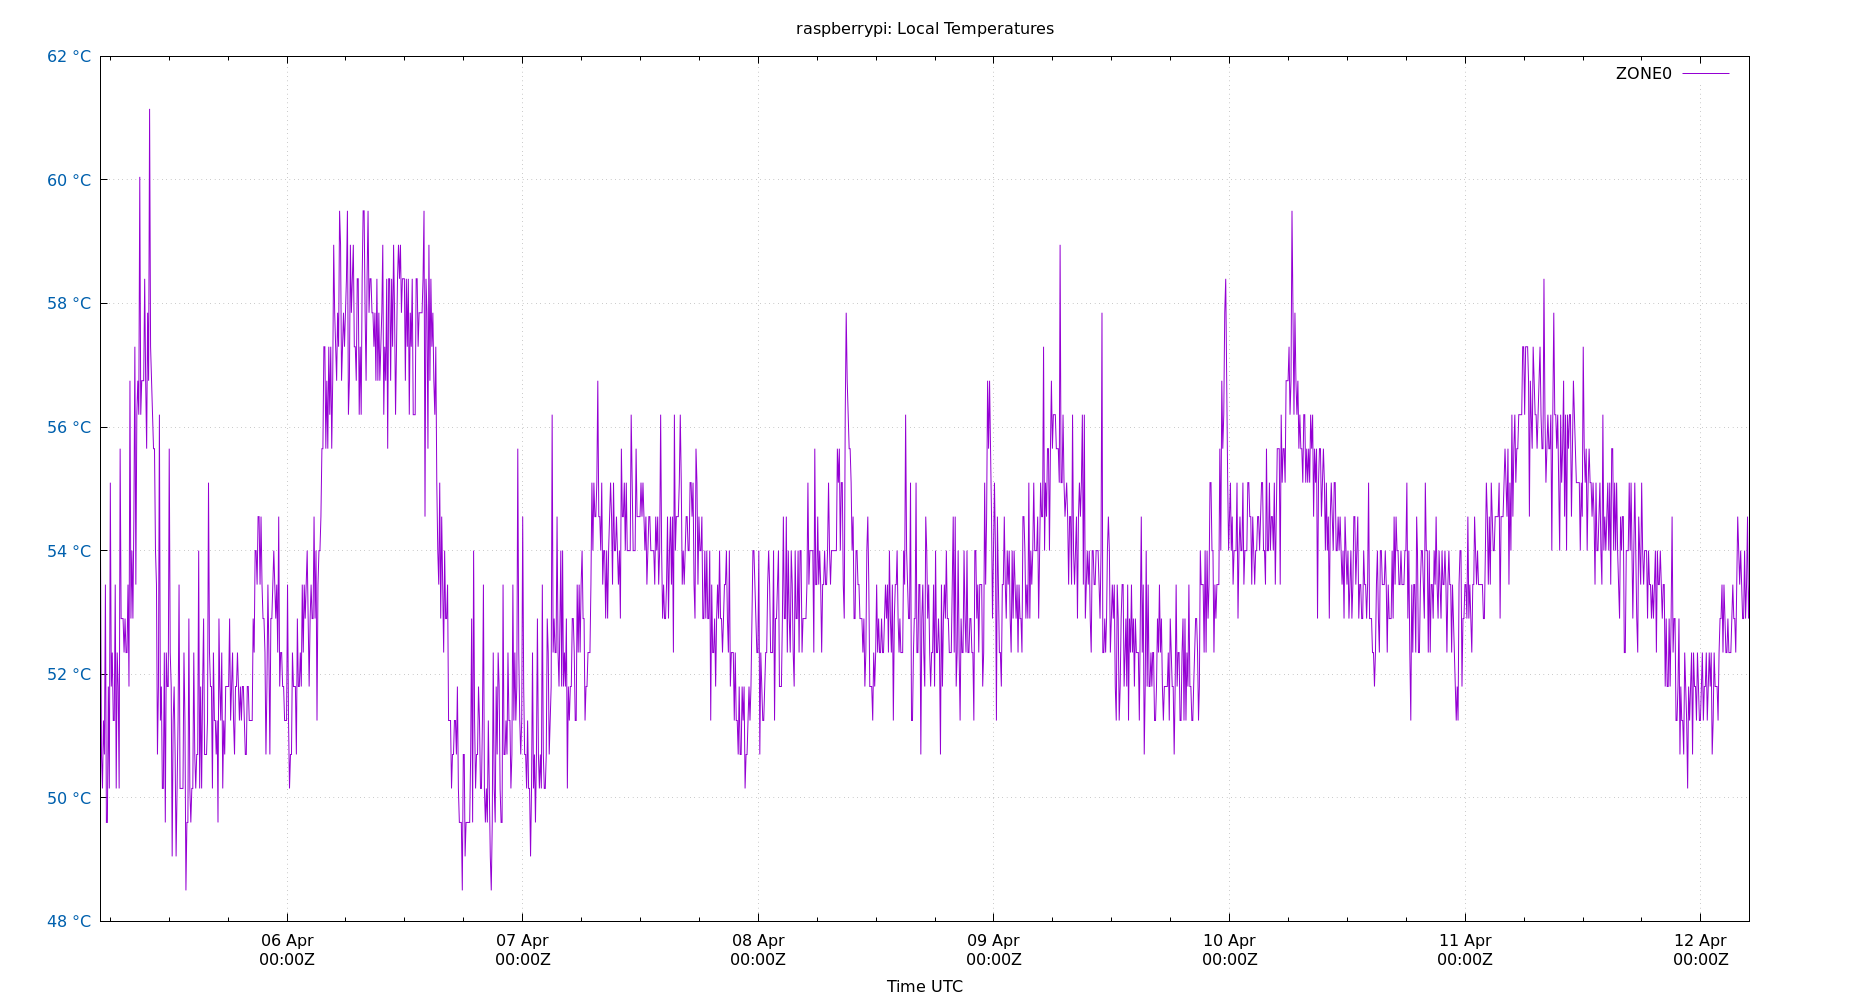 raspberrypi: Local Temperatures
ZONE0
62 °C
60 °C
58 °C
56 °C
54 °C
52 °C
50 °C
48 °C
06 Apr
00:00Z
07 Apr
00:00Z
08 Apr
00:00Z
09 Apr
00:00Z
10 Apr
00:00Z
11 Apr
00:00Z
12 Apr
00:00Z
Time UTC